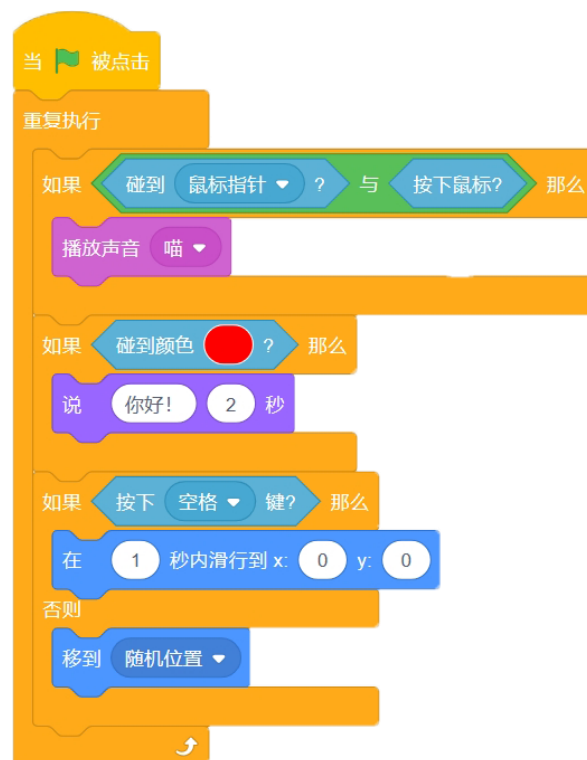 当 被点击
重复执行
如果 碰到 鼠标指针 ? 与 按下鼠标? 那么
播放声音 喵
如果 碰到颜色 ? 那么
说 你好! 2 秒
如果 按下 空格 键? 那么
在 1 秒内滑行到 x: 0 y: 0
否则
移到 随机位置